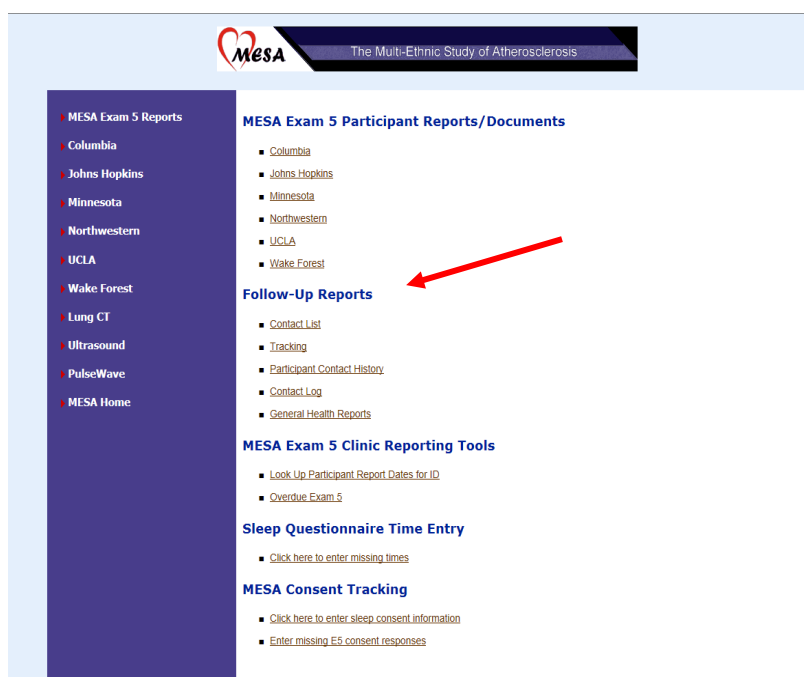 MESA
The Multi-Ethnic Study of Atherosclerosis
MESA Exam 5 Reports
Columbia
Johns Hopkins
Minnesota
Northwestern
UCLA
Wake Forest
Lung CT
Ultrasound
PulseWave
MESA Home
MESA Exam 5 Participant Reports/Documents
Columbia
Johns Hopkins
Minnesota
Northwestern
UCLA
Wake Forest
Follow-Up Reports
Contact List
Tracking
Participant Contact History
Contact Log
General Health Reports
MESA Exam 5 Clinic Reporting Tools
Look Up Participant Report Dates for ID
Overdue Exam 5
Sleep Questionnaire Time Entry
Click here to enter missing times
MESA Consent Tracking
Click here to enter sleep consent information
Enter missing E5 consent responses